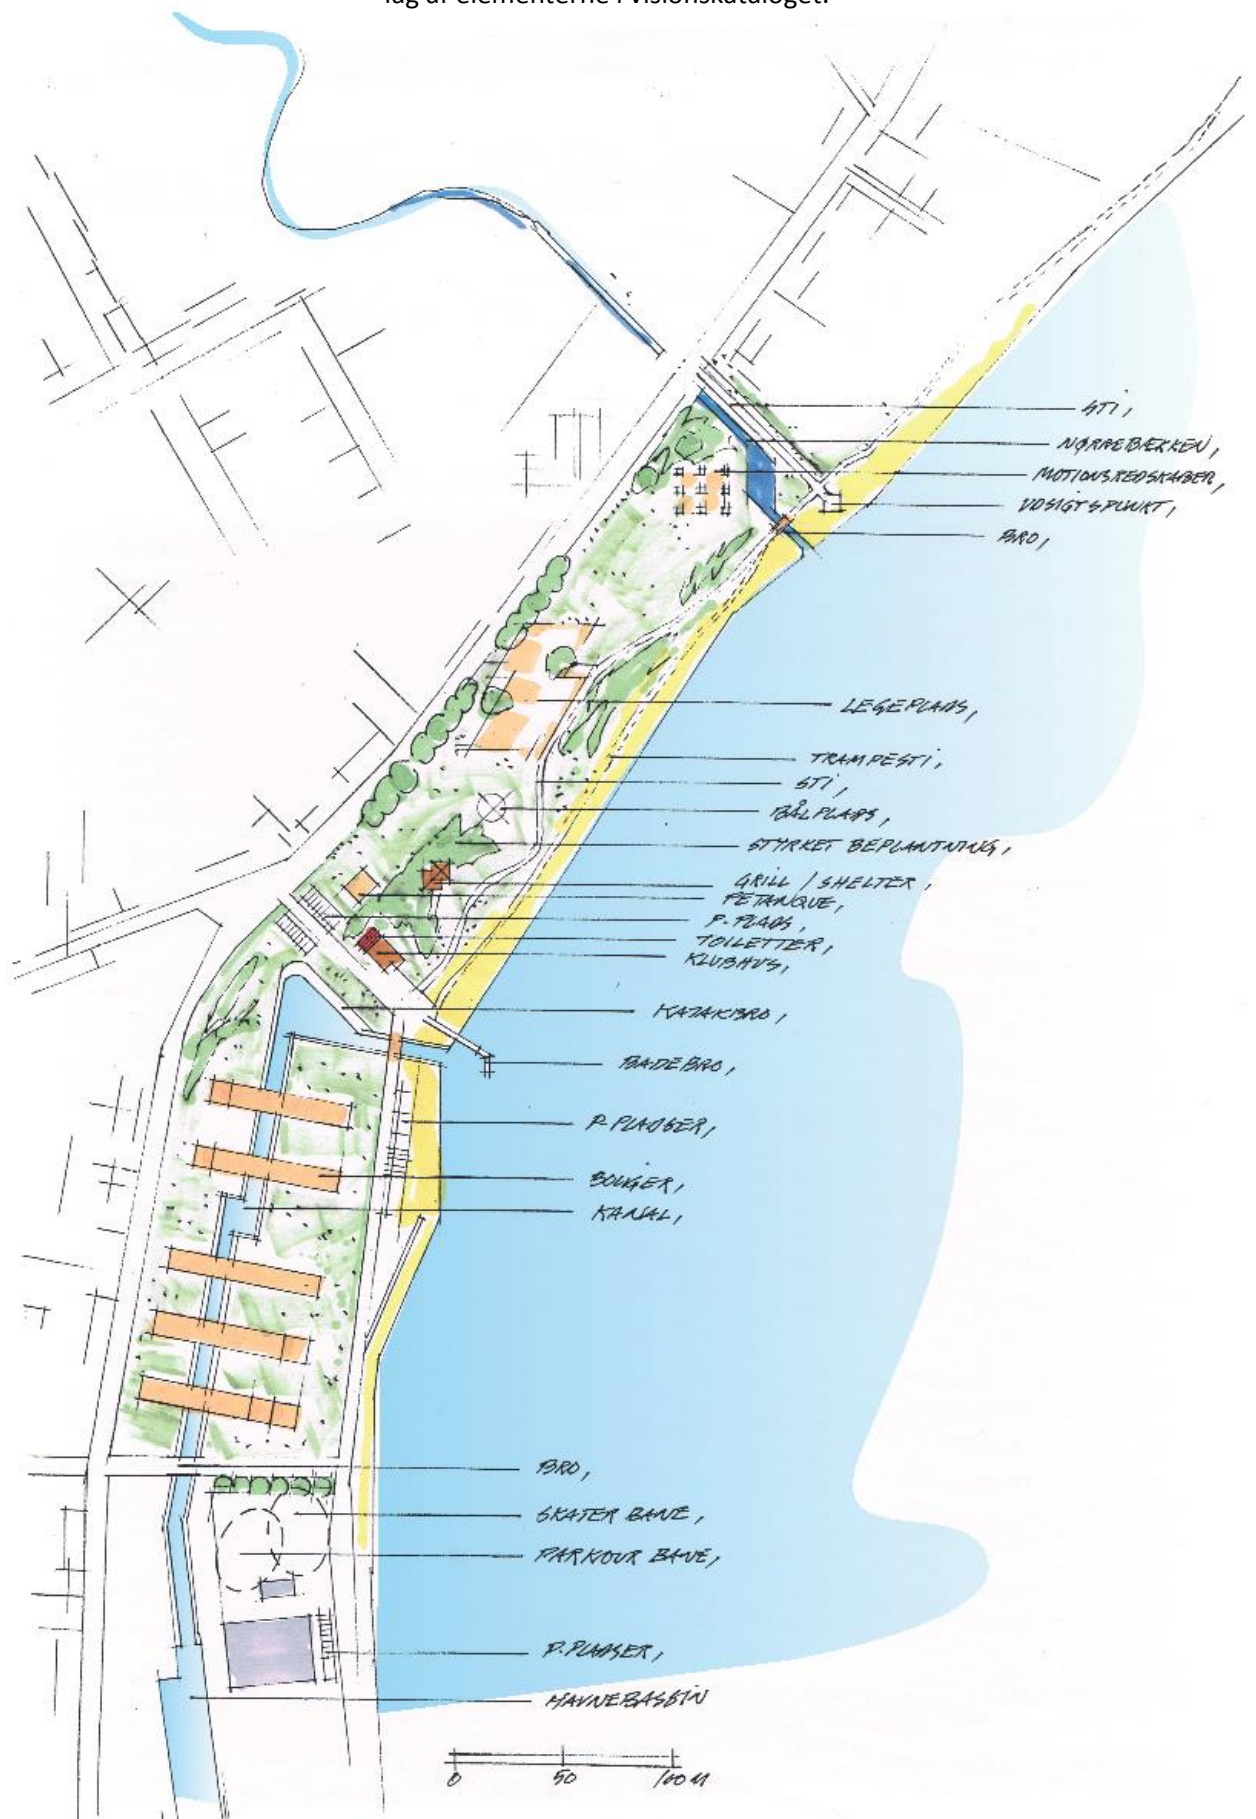 lag af elementerne i visionskataloget.
STI,
NØRREBÆKKEN,
MOTIONSREDSKABER,
UDSIGTSPUNKT,
BRO,
LEGEPLADS,
TRAMPESTI,
STI,
BÅLPLADS,
STYRKET BEPLANTNING,
GRILL / SHELTER,
PETANQUE,
P-PLADS,
TOILETTER,
KLUBHUS,
KAJAKBRO,
BADEBRO,
P-PLADSER,
BOLIGER,
KANAL,
BRO,
SKATER BANE,
PARKOUR BANE,
P.PLADSER,
HAVNEBASSIN
0 50 100 M